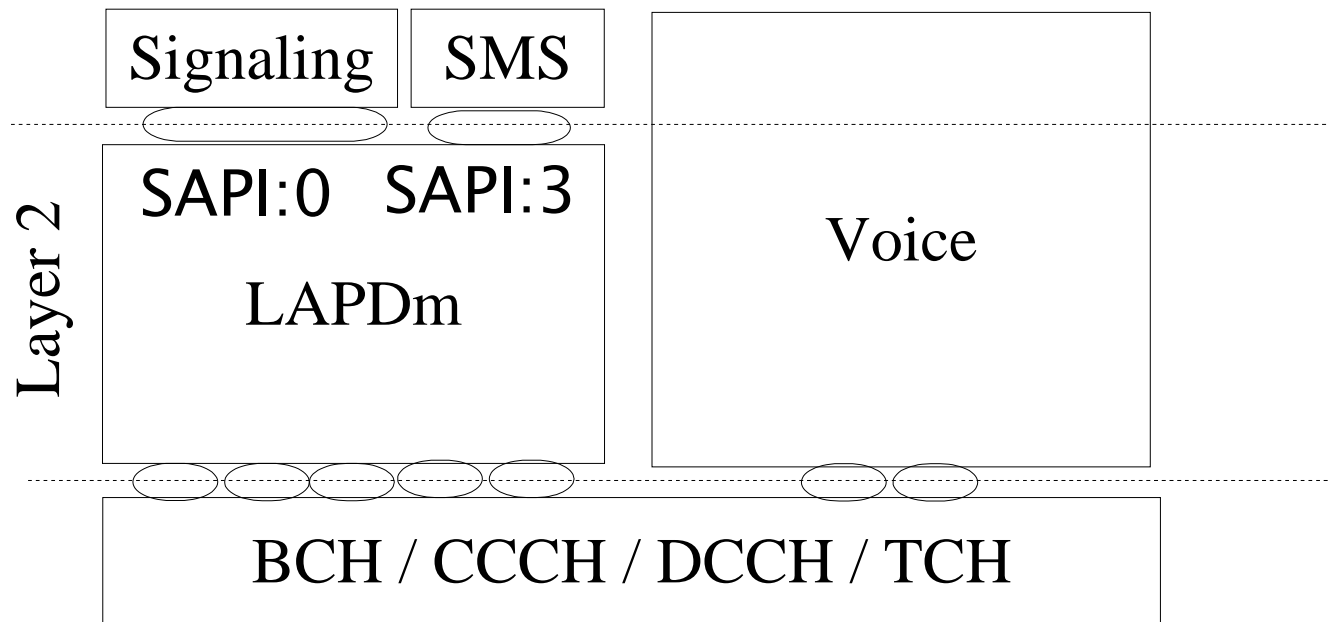 Signaling
SMS
SAPI:0
SAPI:3
Layer 2
LAPDm
Voice
BCH / CCCH / DCCH / TCH